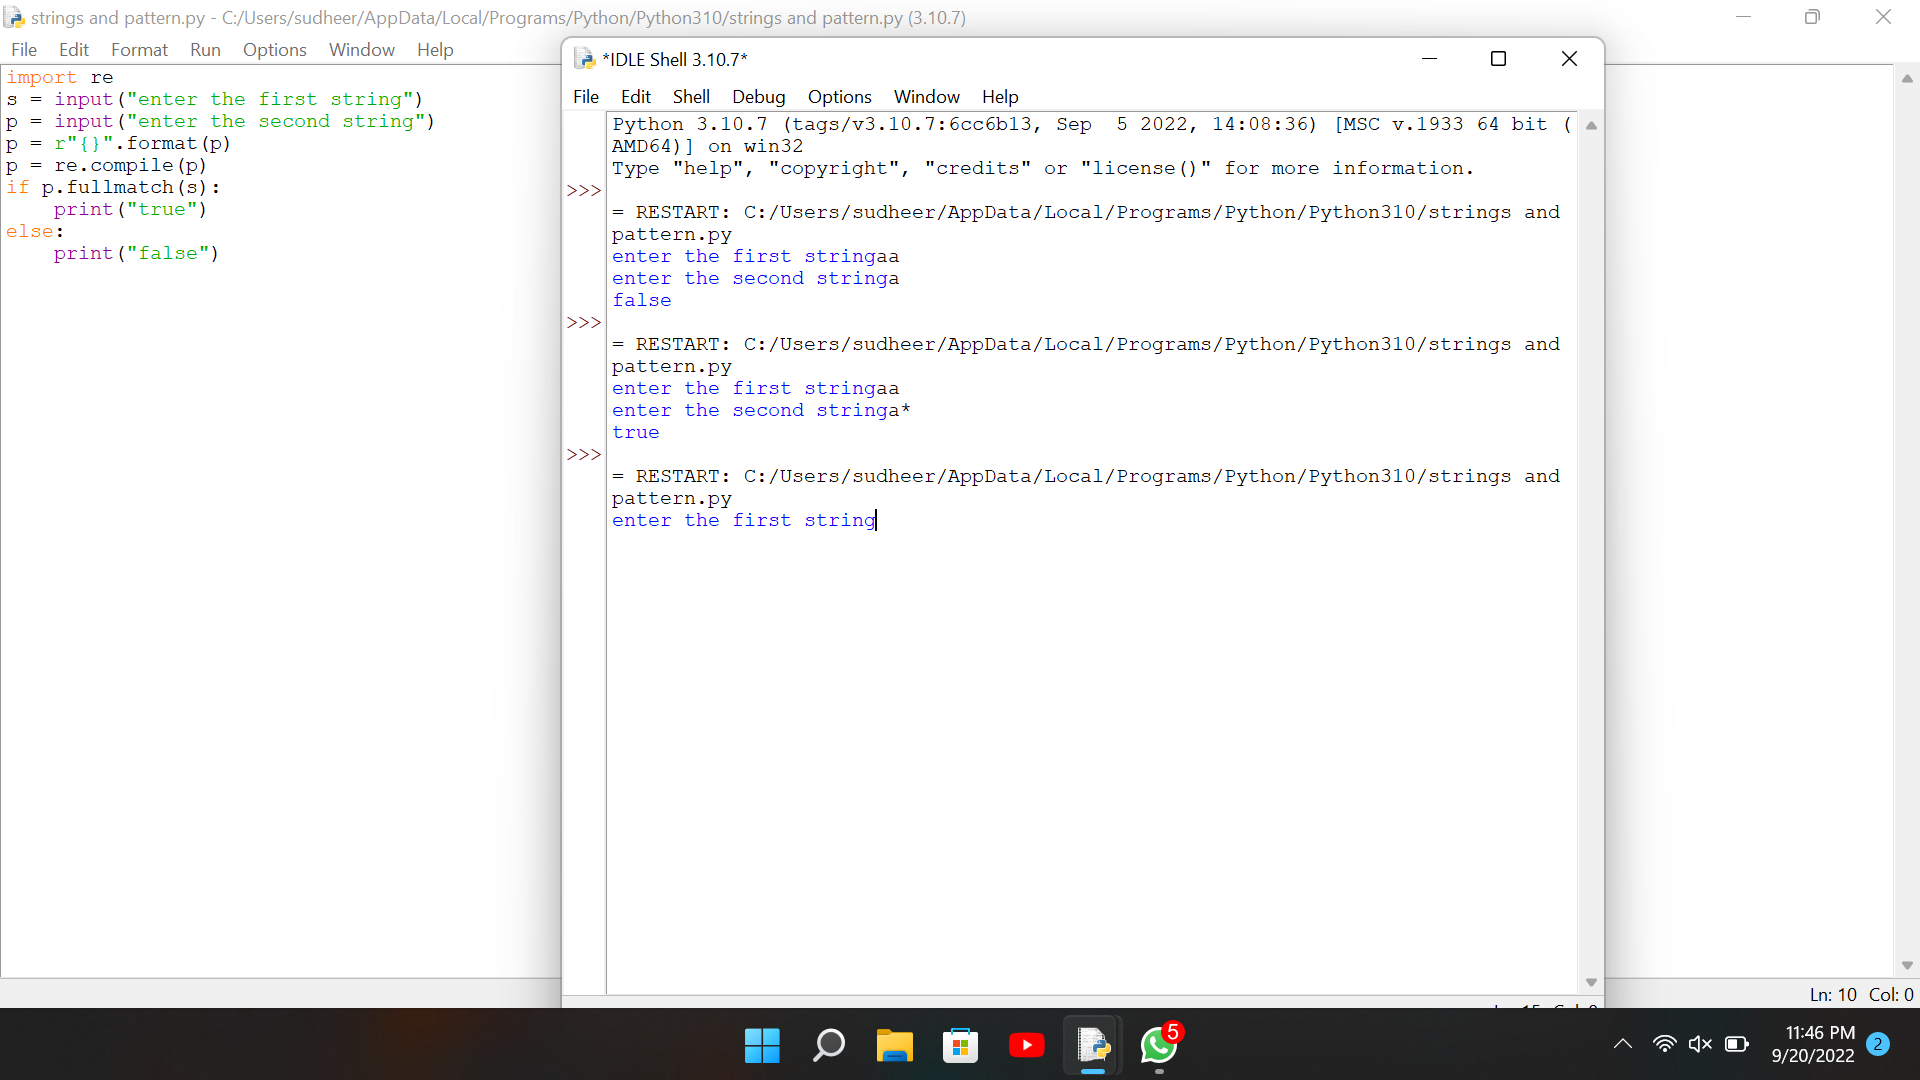 strings and pattern.py - C:/Users/sudheer/AppData/Local/Programs/Python/Python310/strings and pattern.py (3.10.7)
File Edit Format Run Options Window Help
import re
s = input("enter the first string")
p = input("enter the second string")
p = r"{}".format(p)
p = re.compile(p)
if p.fullmatch(s):
    print("true")
else:
    print("false")
*IDLE Shell 3.10.7*
File Edit Shell Debug Options Window Help
Python 3.10.7 (tags/v3.10.7:6cc6b13, Sep  5 2022, 14:08:36) [MSC v.1933 64 bit (
AMD64)] on win32
Type "help", "copyright", "credits" or "license()" for more information.
>>>
= RESTART: C:/Users/sudheer/AppData/Local/Programs/Python/Python310/strings and
pattern.py
enter the first stringaa
enter the second stringa
false
>>>
= RESTART: C:/Users/sudheer/AppData/Local/Programs/Python/Python310/strings and
pattern.py
enter the first stringaa
enter the second stringa*
true
>>>
= RESTART: C:/Users/sudheer/AppData/Local/Programs/Python/Python310/strings and
pattern.py
enter the first string
Ln: 10 Col: 0
5
11:46 PM
9/20/2022
2